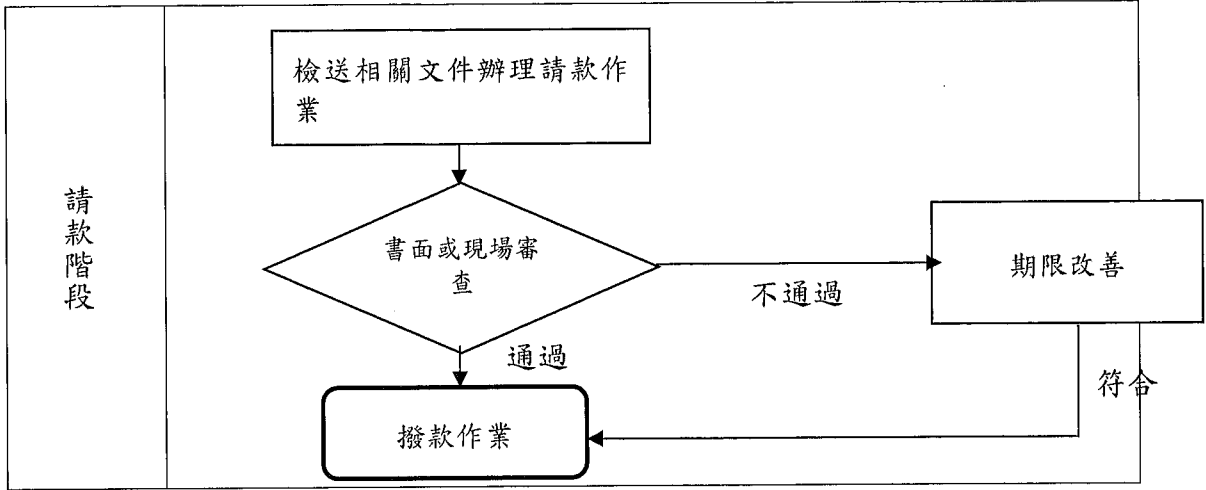 請款階段
檢送相關文件辦理請款作
業
書面或現場審
查
不通過
期限改善
通過
符合
撥款作業